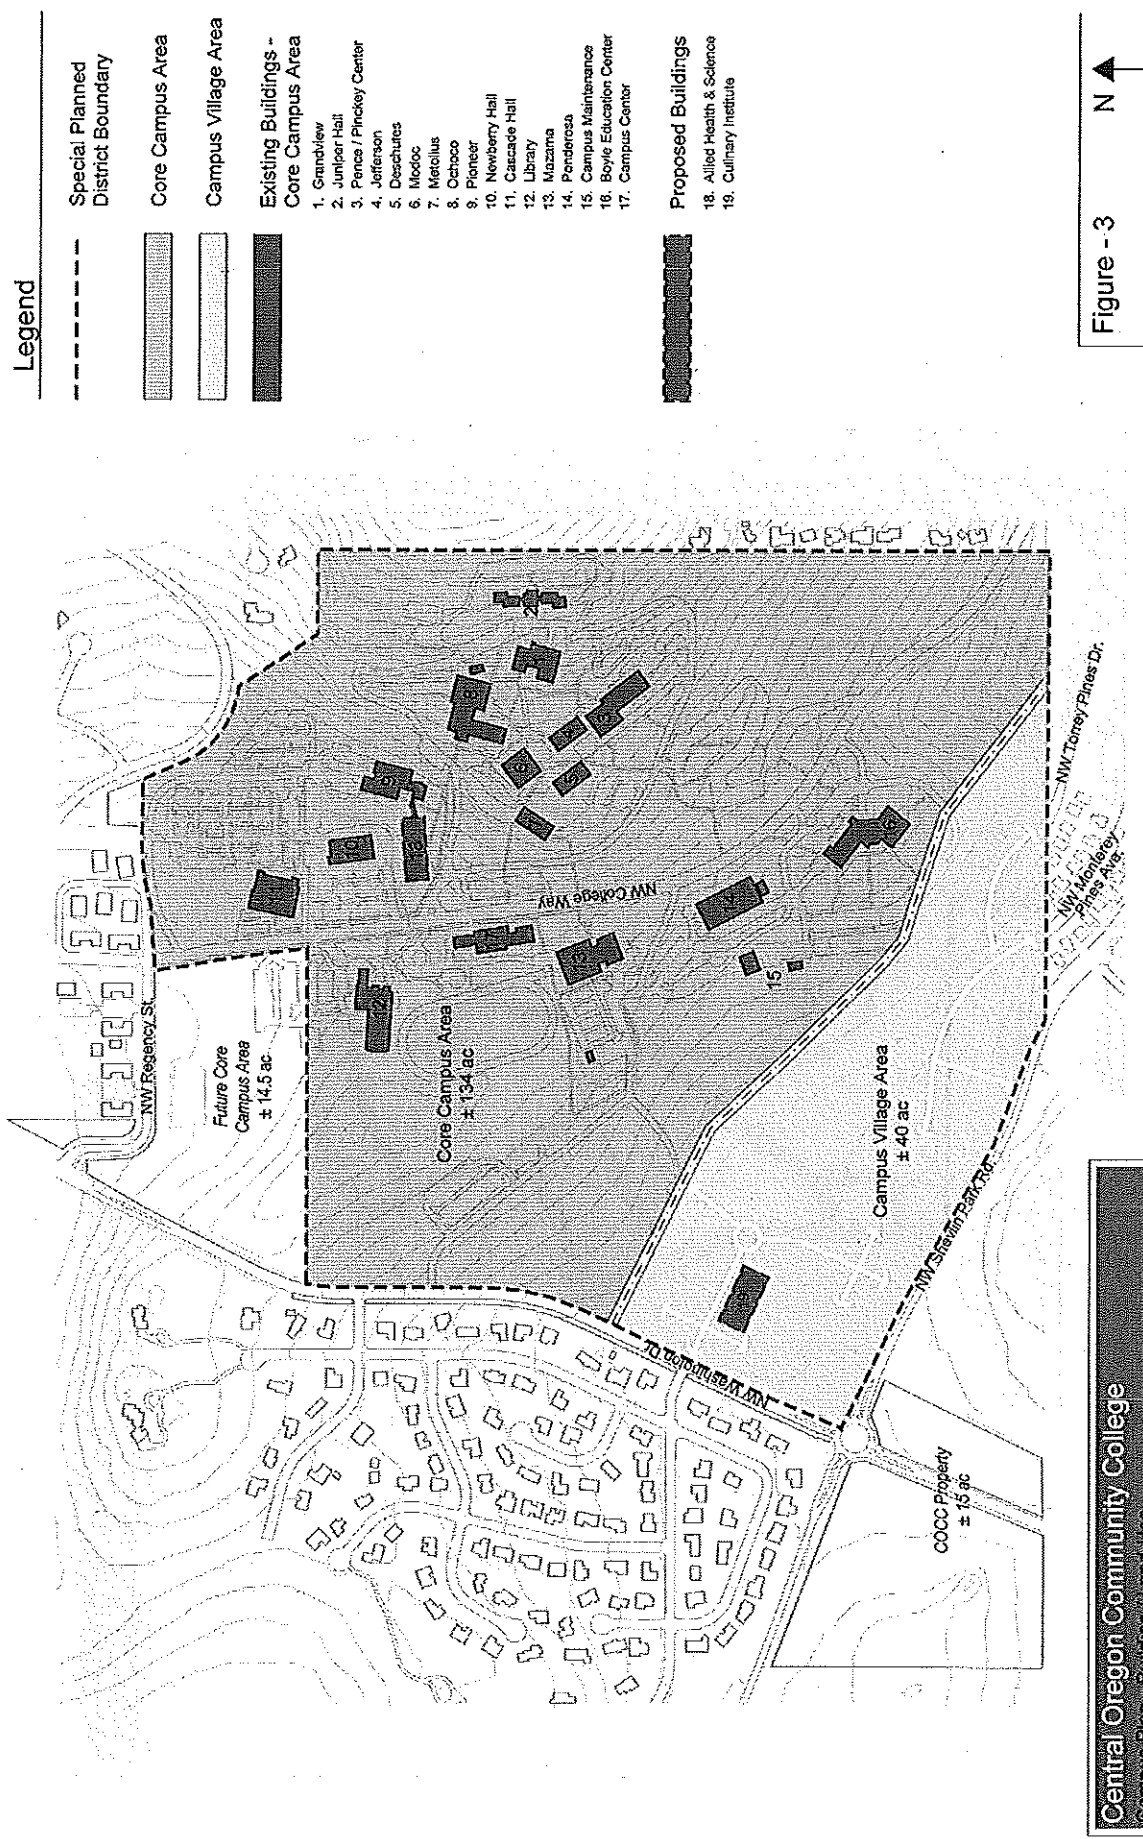 Legend
Special Planned
District Boundary
Core Campus Area
Campus Village Area
Existing Buildings -
Core Campus Area
1. Grandview
2. Juniper Hall
3. Pence / Pinckey Center
4. Jefferson
5. Deschutes
6. Modoc
7. Metolius
8. Ochoco
9. Pioneer
10. Newberry Hall
11. Cascade Hall
12. Library
13. Mazama
14. Ponderosa
15. Campus Maintenance
16. Boyle Education Center
17. Campus Center
Proposed Buildings
18. Allied Health & Science
19. Culinary Institute
Figure - 3
N
NW Regency St.
Future Core
Campus Area
± 14.5 ac
Core Campus Area
± 134 ac
NW College Way
15
Campus Village Area
± 40 ac
NW Washington Dr.
NW Shevlin Park Rd.
NW Torrey Pines Dr.
NW Monterey
Pines Ave.
COCC Property
± 15 ac
Central Oregon Community College